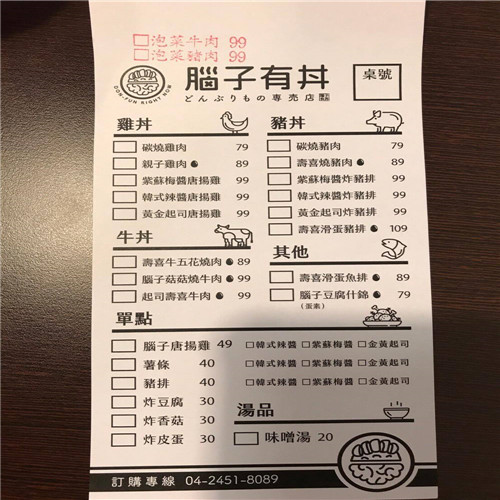 □泡菜牛肉 99
□泡菜豬肉 99
DON-JUN RIGHT NOW
腦子有丼
どんぶりもの専売店
桌號
雞丼
碳燒雞肉 79
親子雞肉 89
紫蘇梅醬唐揚雞 99
韓式辣醬唐揚雞 99
黃金起司唐揚雞 99
豬丼
碳燒豬肉 79
壽喜燒豬肉 89
紫蘇梅醬炸豬排 99
韓式辣醬炸豬排 99
黃金起司炸豬排 99
壽喜滑蛋豬排 109
牛丼
壽喜牛五花燒肉 89
腦子菇菇燒牛肉 99
起司壽喜牛肉 99
其他
壽喜滑蛋魚排 89
腦子豆腐什錦 79
(蛋素)
單點
腦子唐揚雞 49 □韓式辣醬 □紫蘇梅醬 □金黃起司
薯條 40 □韓式辣醬 □紫蘇梅醬 □金黃起司
豬排 40 □韓式辣醬 □紫蘇梅醬 □金黃起司
炸豆腐 30
炸香菇 30
炸皮蛋 30
湯品
味噌湯 20
訂購專線 04-2451-8089